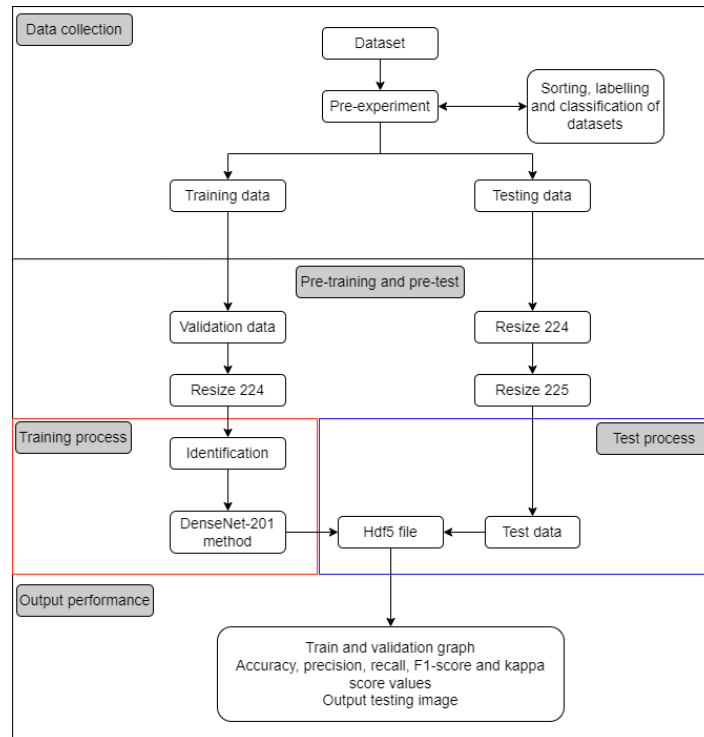 Data collection
Dataset
Pre-experiment
Sorting, labelling
and classification of
datasets
Training data
Testing data
Pre-training and pre-test
Validation data
Resize 224
Resize 224
Resize 225
Training process
Test process
Identification
DenseNet-201
method
Hdf5 file
Test data
Output performance
Train and validation graph
Accuracy, precision, recall, F1-score and kappa
score values
Output testing image